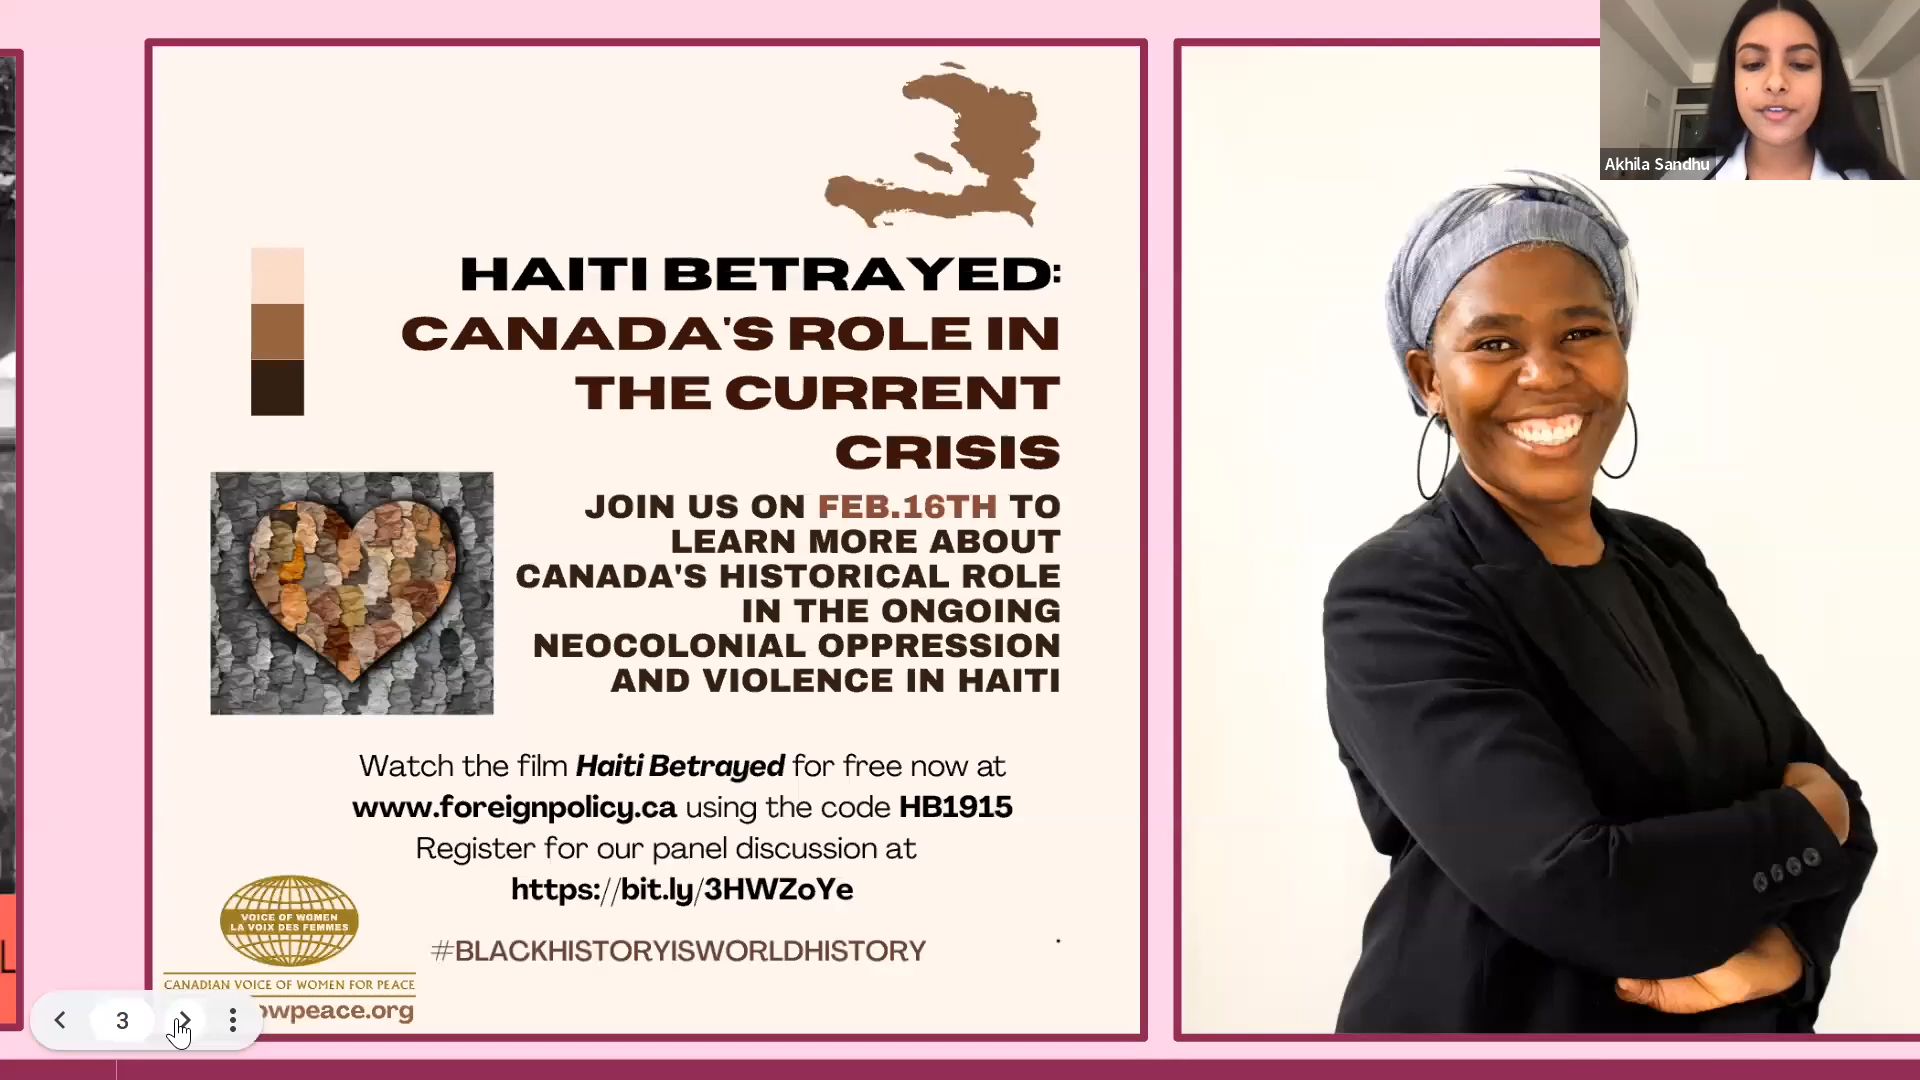 Akhila Sandhu
HAITI BETRAYED:
CANADA'S ROLE IN
THE CURRENT
CRISIS
JOIN US ON FEB.16TH TO
LEARN MORE ABOUT
CANADA'S HISTORICAL ROLE
IN THE ONGOING
NEOCOLONIAL OPPRESSION
AND VIOLENCE IN HAITI
Watch the film Haiti Betrayed for free now at
www.foreignpolicy.ca using the code HB1915
Register for our panel discussion at
https://bit.ly/3HWZoYe
VOICE OF WOMEN
LA VOIX DES FEMMES
#BLACKHISTORYISWORLDHISTORY
L
CANADIAN VOICE OF WOMEN FOR PEACE
owpeace.org
3